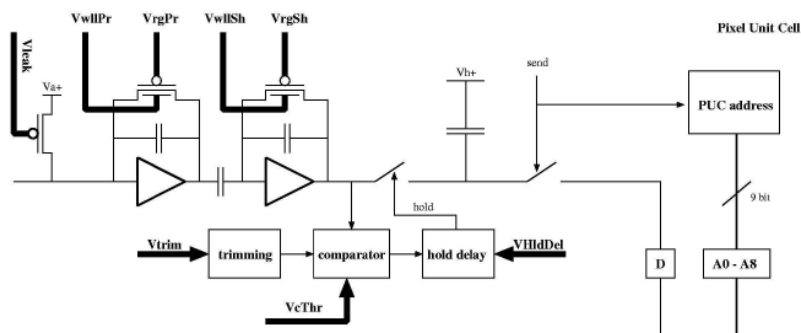 VwllPr VrgPr VwllSh VrgSh
Pixel Unit Cell
Vleak
Va+
Vh+
send
PUC address
hold
9 bit
Vtrim
trimming
comparator
hold delay
VHldDel
D
A0 - A8
VcThr